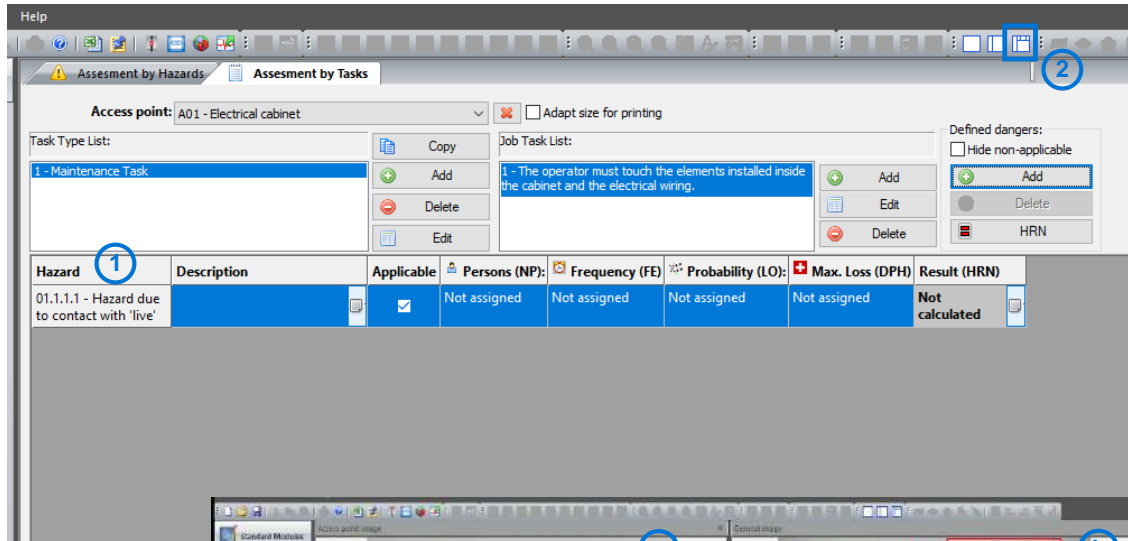 Help
2
Assesment by Hazards Assesment by Tasks
Access point: A01 - Electrical cabinet Adapt size for printing
Defined dangers:
Task Type List: Copy Job Task List: Hide non-applicable
1 - Maintenance Task Add 1 - The operator must touch the elements installed inside Add Add
the cabinet and the electrical wiring.
Delete Edit Delete
Edit Delete HRN
1
Hazard Description Applicable Persons (NP): Frequency (FE) Probability (LO): Max. Loss (DPH) Result (HRN)
01.1.1.1 - Hazard due Not assigned Not assigned Not assigned Not assigned Not
to contact with 'live' calculated
Standard Modules Access point image General image